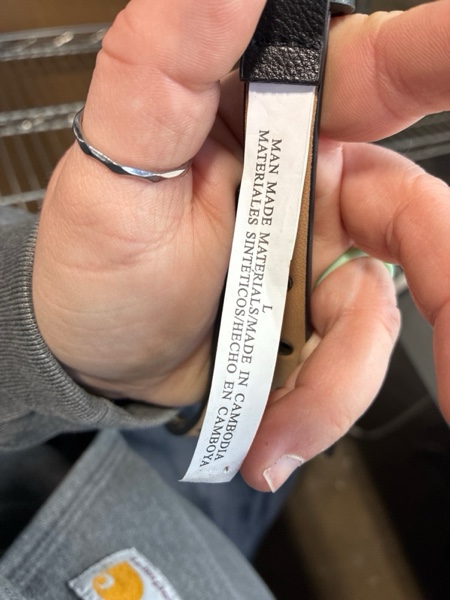 L
MAN MADE MATERIALS/MADE IN CAMBODIA
MATERIALES SINTÉTICOS/HECHO EN CAMBOYA